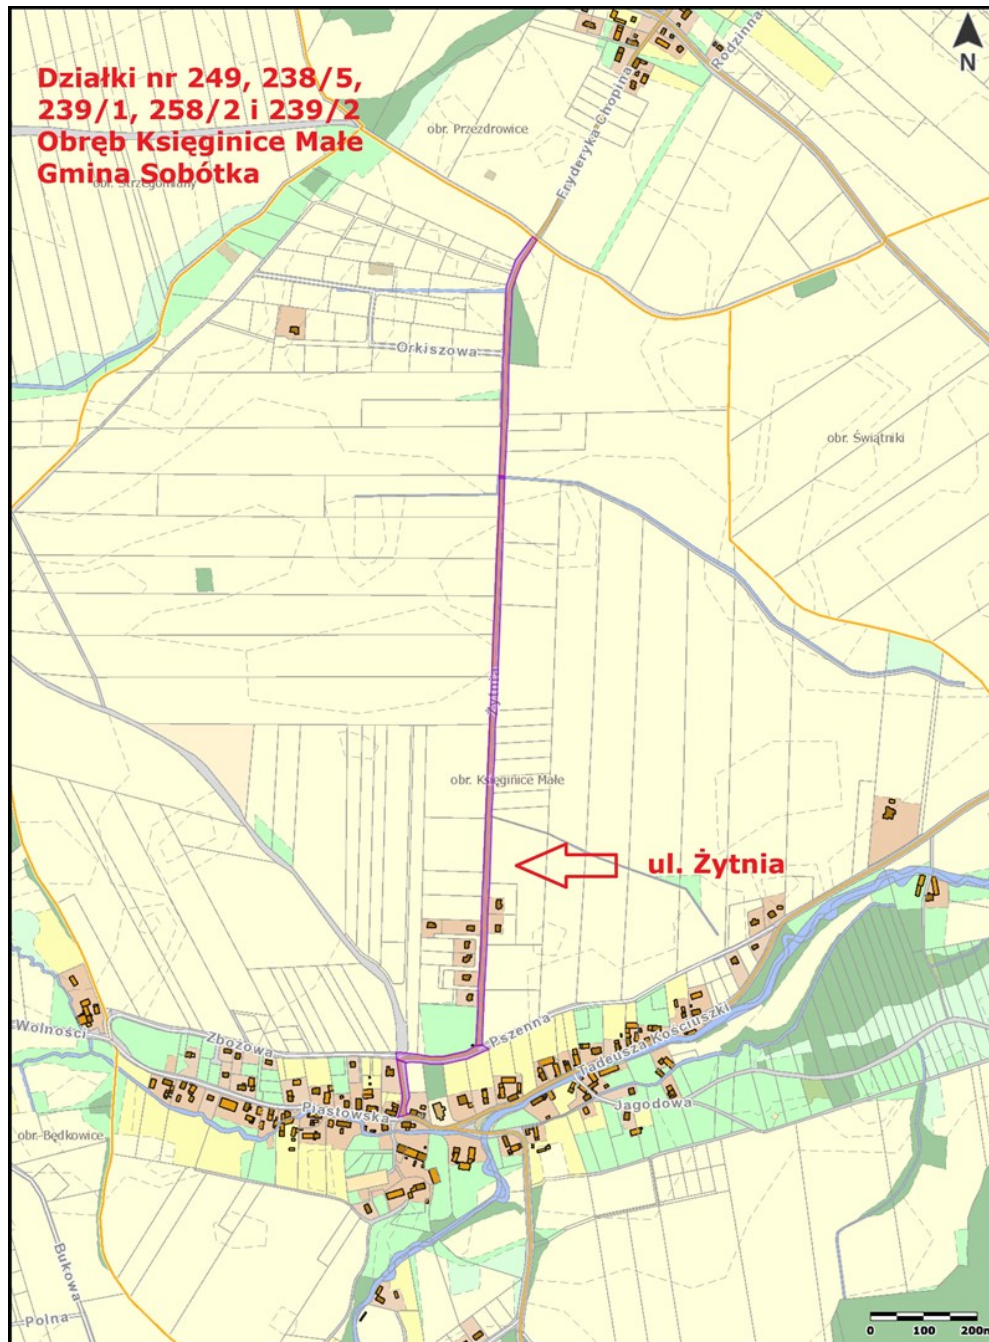 Działki nr 249, 238/5,
239/1, 258/2 i 239/2
Obręb Księginice Małe
Gmina Sobótka
obr. Strzegomiany
obr. Przezdrowice
Fryderyka Chopina
Rodzinna
N
Orkiszowa
obr. Świątniki
Żytnia
obr. Księginice Małe
ul. Żytnia
Wolności
Zbożowa
Pszenna
Tadeusza Kościuszki
Piastowska
Jagodowa
obr. Będkowice
Bukowa
Polna
0 100 200m